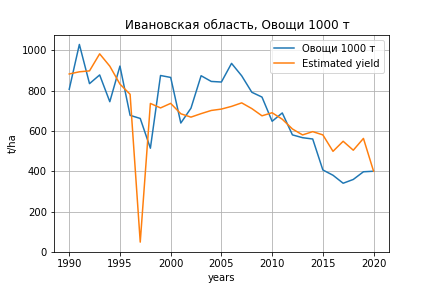 Ивановская область, Овощи 1000 т
Овощи 1000 т
Estimated yield
t/ha
1000
800
600
400
200
0
1990 1995 2000 2005 2010 2015 2020
years